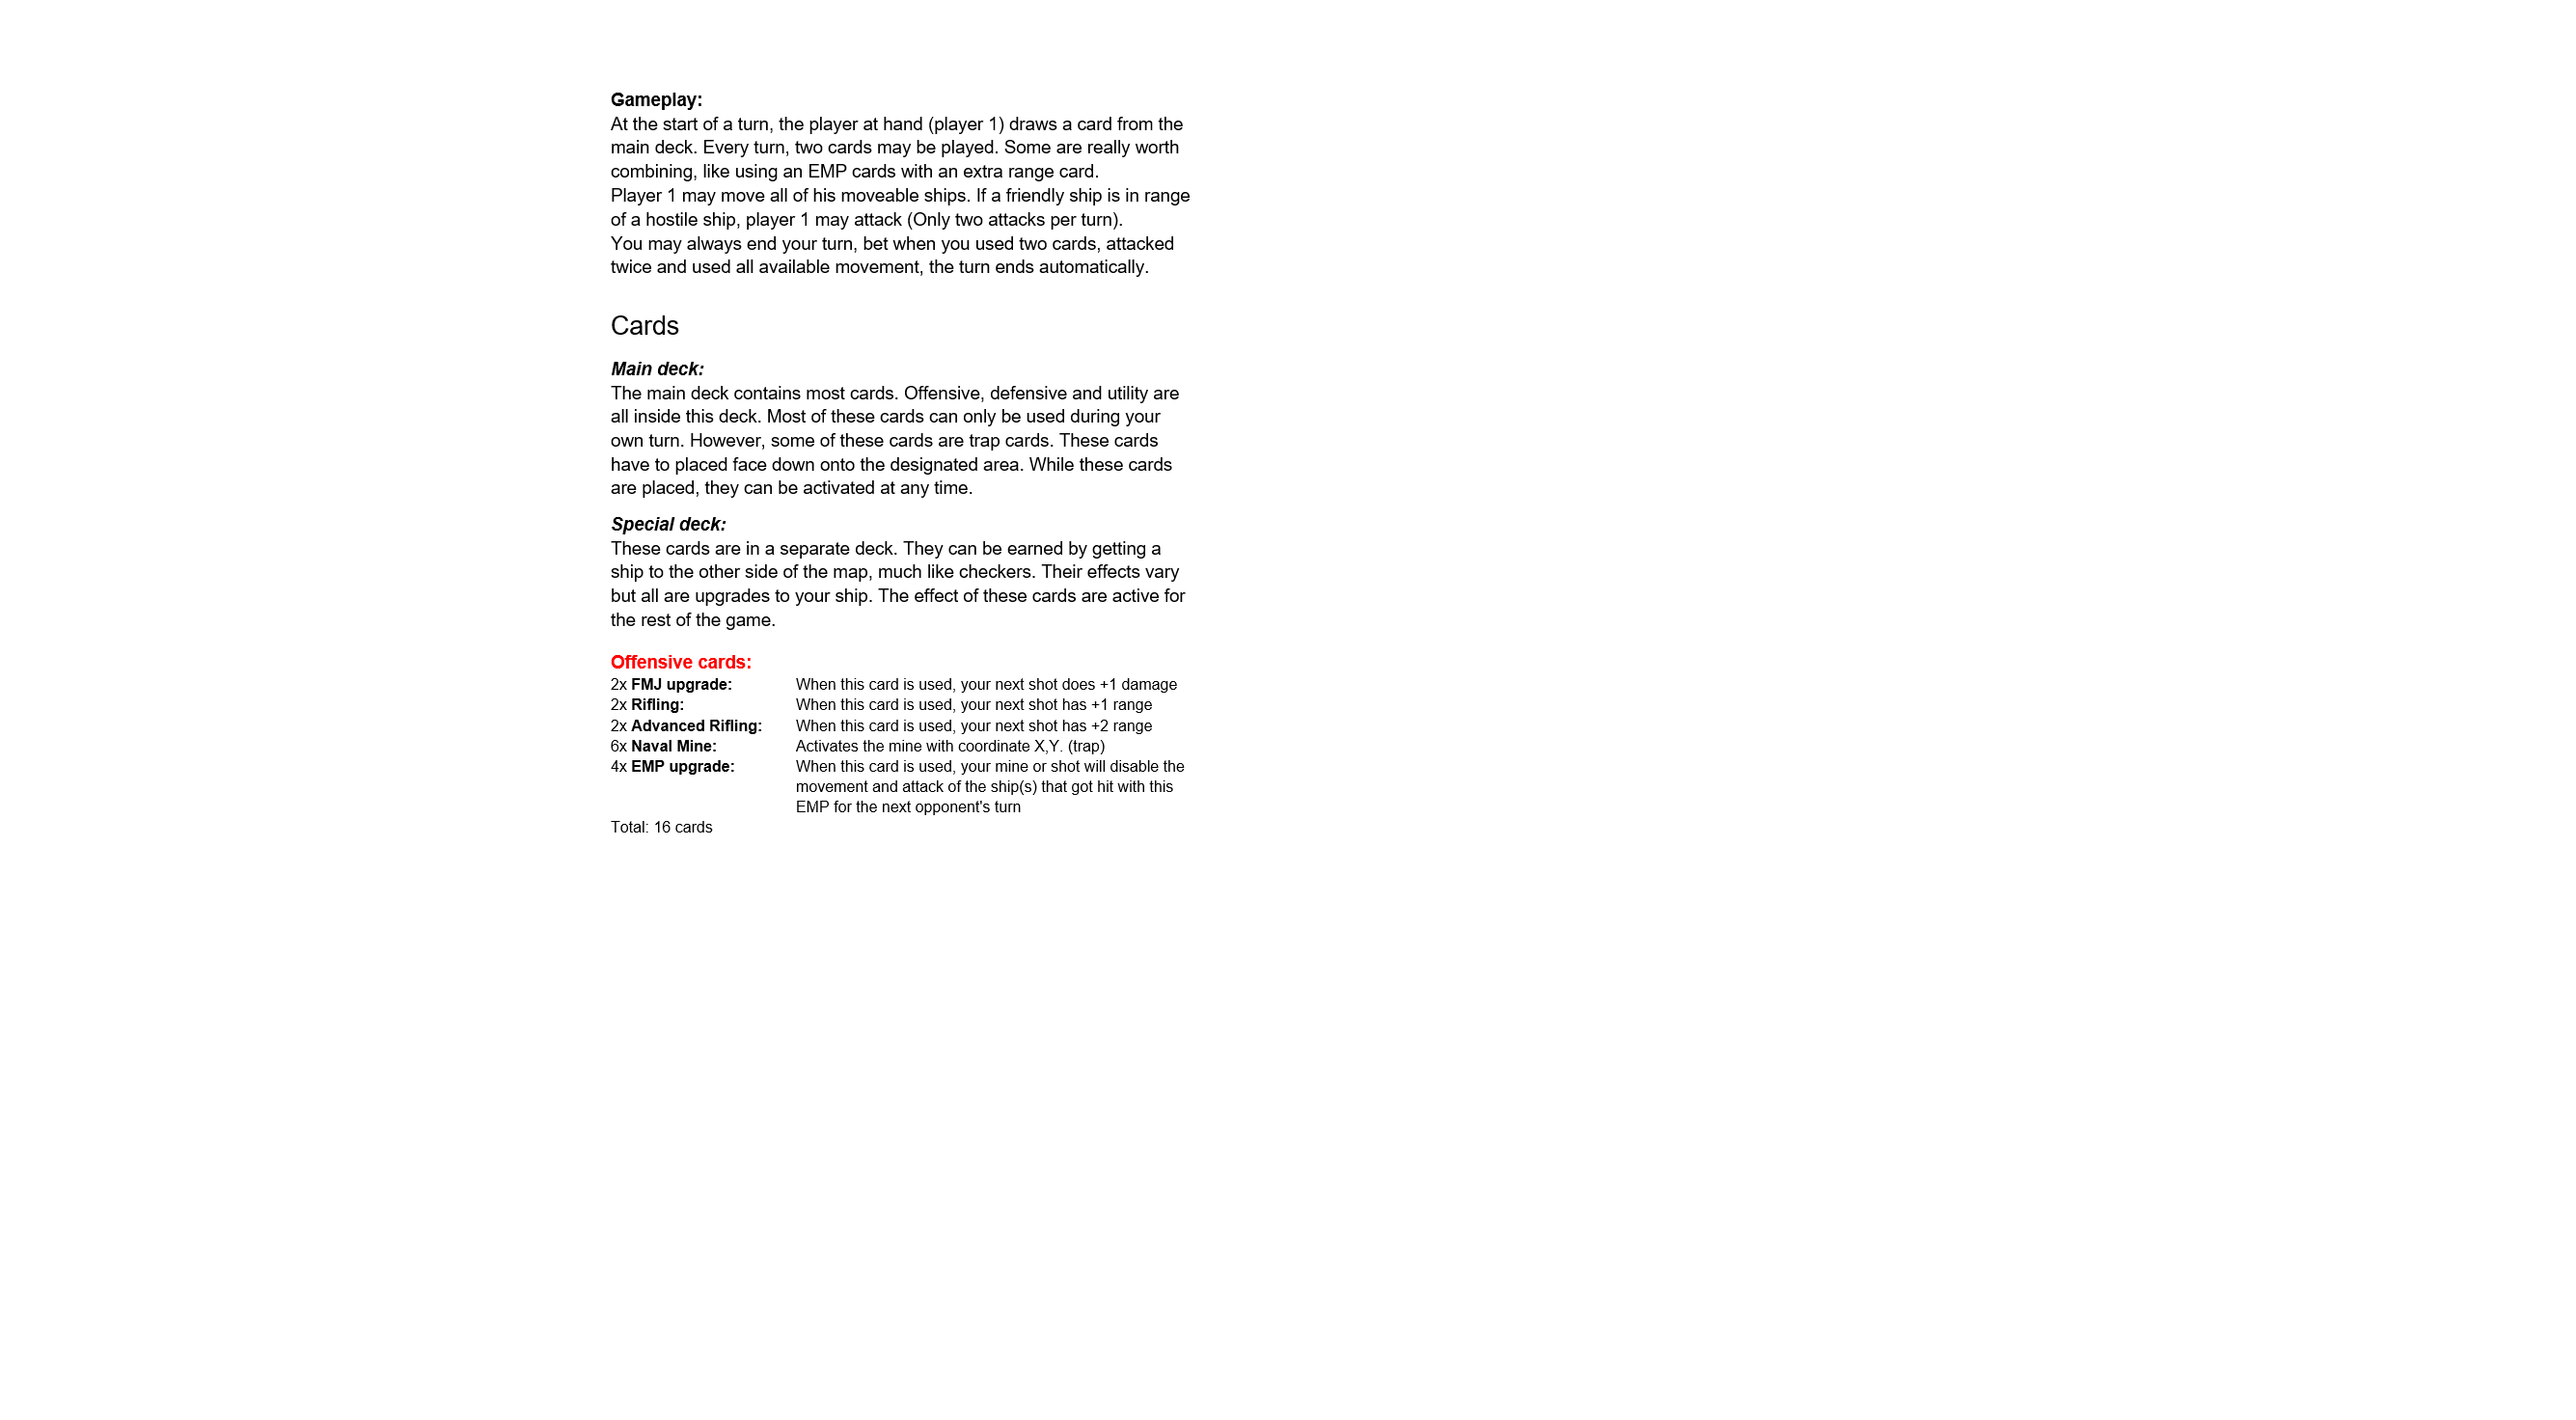 Gameplay:
At the start of a turn, the player at hand (player 1) draws a card from the
main deck. Every turn, two cards may be played. Some are really worth
combining, like using an EMP cards with an extra range card.
Player 1 may move all of his moveable ships. If a friendly ship is in range
of a hostile ship, player 1 may attack (Only two attacks per turn).
You may always end your turn, bet when you used two cards, attacked
twice and used all available movement, the turn ends automatically.
Cards
Main deck:
The main deck contains most cards. Offensive, defensive and utility are
all inside this deck. Most of these cards can only be used during your
own turn. However, some of these cards are trap cards. These cards
have to placed face down onto the designated area. While these cards
are placed, they can be activated at any time.
Special deck:
These cards are in a separate deck. They can be earned by getting a
ship to the other side of the map, much like checkers. Their effects vary
but all are upgrades to your ship. The effect of these cards are active for
the rest of the game.
Offensive cards:
2x FMJ upgrade: When this card is used, your next shot does +1 damage
2x Rifling: When this card is used, your next shot has +1 range
2x Advanced Rifling: When this card is used, your next shot has +2 range
6x Naval Mine: Activates the mine with coordinate X,Y. (trap)
4x EMP upgrade: When this card is used, your mine or shot will disable the
movement and attack of the ship(s) that got hit with this
EMP for the next opponent's turn
Total: 16 cards